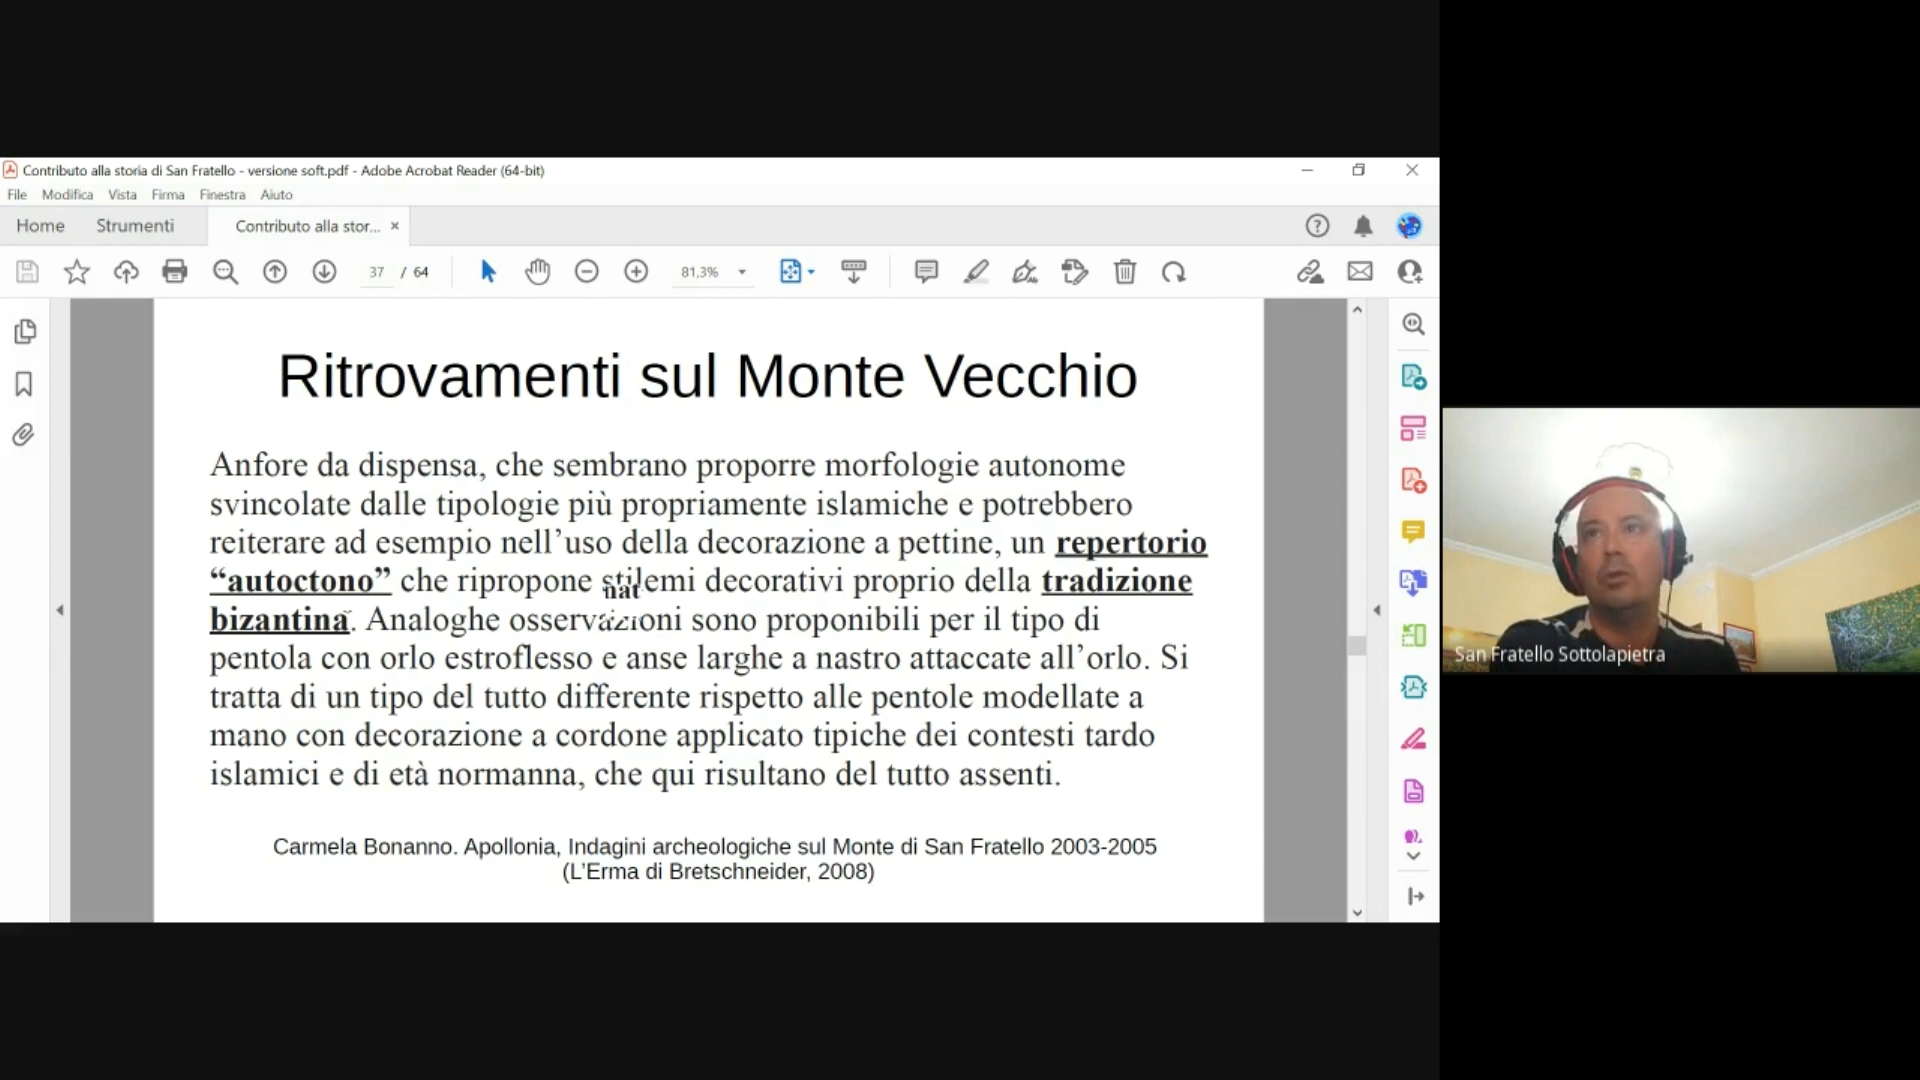 Contributo alla storia di San Fratello - versione soft.pdf - Adobe Acrobat Reader (64-bit)
File Modifica Vista Firma Finestra Aiuto
Home Strumenti Contributo alla stor...
37 / 64 81,3%
Ritrovamenti sul Monte Vecchio
Anfore da dispensa, che sembrano proporre morfologie autonome
svincolate dalle tipologie più propriamente islamiche e potrebbero
reiterare ad esempio nell’uso della decorazione a pettine, un repertorio
“autoctono” che ripropone stilemi decorativi proprio della tradizione
bizantina. Analoghe osservazioni sono proponibili per il tipo di
pentola con orlo estroflesso e anse larghe a nastro attaccate all’orlo. Si
tratta di un tipo del tutto differente rispetto alle pentole modellate a
mano con decorazione a cordone applicato tipiche dei contesti tardo
islamici e di età normanna, che qui risultano del tutto assenti.
Carmela Bonanno. Apollonia, Indagini archeologiche sul Monte di San Fratello 2003-2005
(L’Erma di Bretschneider, 2008)
nat
San Fratello Sottolapietra